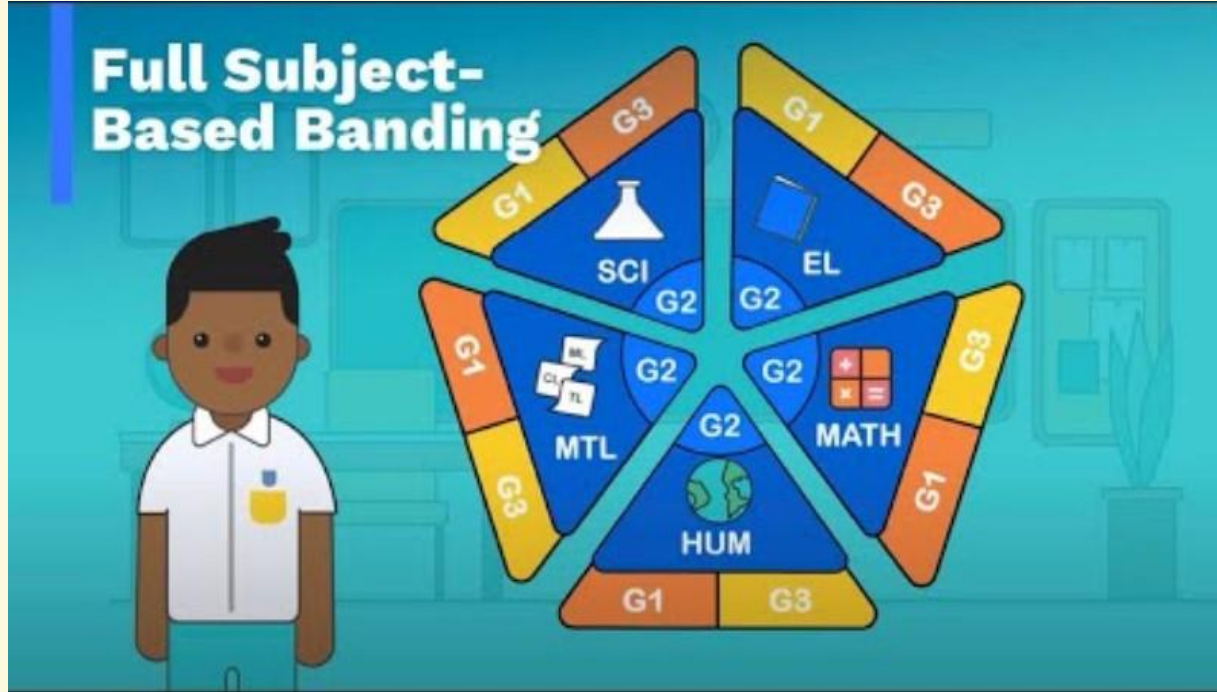 Full Subject-
Based Banding
G1
G3
SCI
G2
G1
G3
EL
G2
G1
G3
ML
CL
TL
MTL
G2
G3
G1
+
x =
MATH
G2
G2
HUM
G1
G3